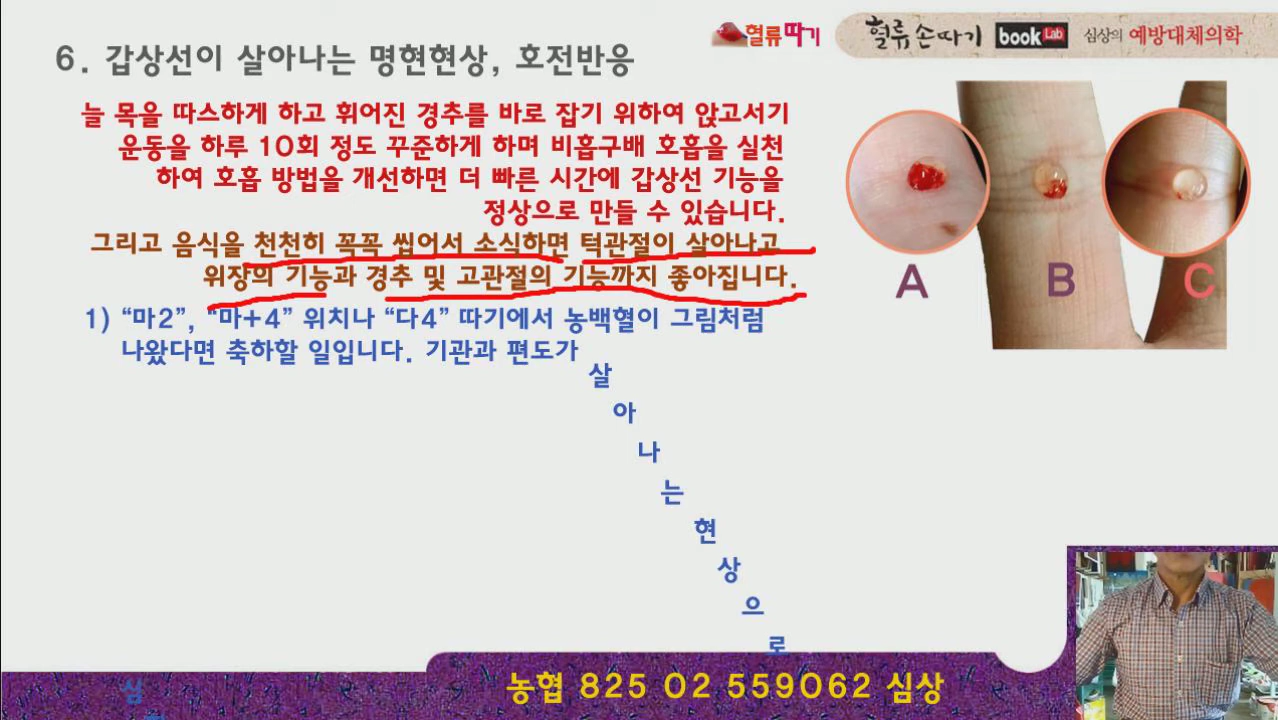 혈류따기
혈류 손따기 book Lab 심상의 예방대체의학
6. 갑상선이 살아나는 명현현상, 호전반응
늘 목을 따스하게 하고 휘어진 경추를 바로 잡기 위하여 앉고서기
운동을 하루 10회 정도 꾸준하게 하며 비흡구배 호흡을 실천
하여 호흡 방법을 개선하면 더 빠른 시간에 갑상선 기능을
정상으로 만들 수 있습니다.
그리고 음식을 천천히 꼭꼭 씹어서 소식하면 턱관절이 살아나고
위장의 기능과 경추 및 고관절의 기능까지 좋아집니다.
1) “마2”, “마+4” 위치나 “다4” 따기에서 농백혈이 그림처럼
나왔다면 축하할 일입니다. 기관과 편도가
살
아
나
는
현
상
으
로
A B C
심
농협 825 02 559062 심상